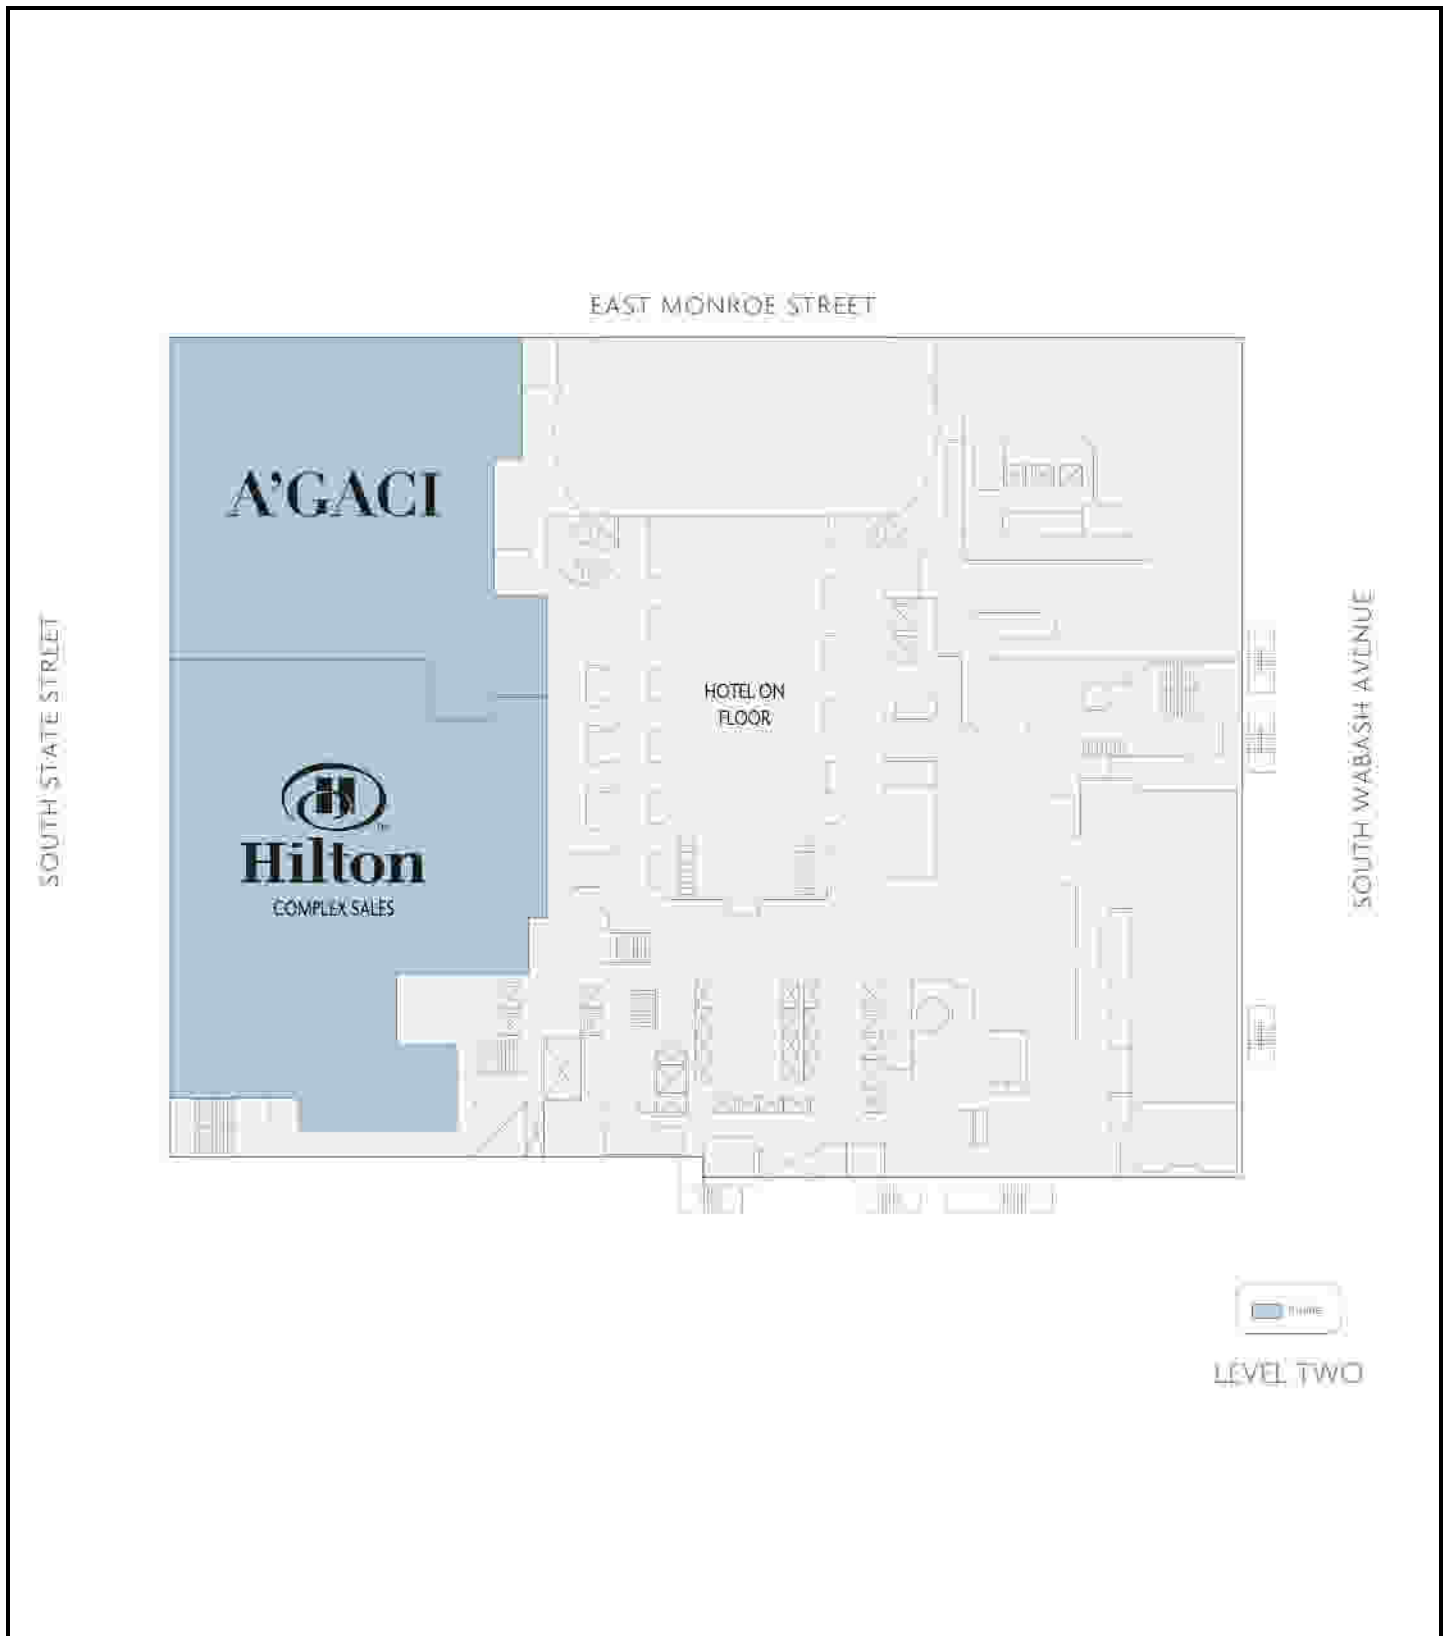 EAST MONROE STREET
A'GACI
SOUTH STATE STREET
HOTEL ON
FLOOR
SOUTH WABASH AVENUE
H
Hilton
COMPLEX SALES
LEVEL TWO